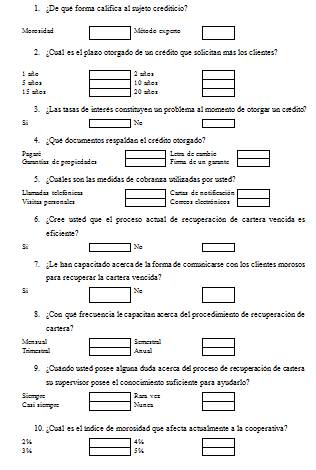 1. ¿De qué forma califica al sujeto crediticio?
Morosidad Método experto
2. ¿Cuál es el plazo otorgado de un crédito que solicitan más los clientes?
1 año 2 años
5 años 10 años
15 años 20 años
3. ¿Las tasas de interés constituyen un problema al momento de otorgar un crédito?
Si No
4. ¿Qué documentos respaldan el crédito otorgado?
Pagaré Letra de cambio
Garantías de propiedades Firma de un garante
5. ¿Cuáles son las medidas de cobranza utilizadas por usted?
Llamadas telefónicas Cartas de notificación
Visitas personales Correos electrónicos
6. ¿Cree usted que el proceso actual de recuperación de cartera vencida es
eficiente?
Si No
7. ¿Le han capacitado acerca de la forma de comunicarse con los clientes morosos
para recuperar la cartera vencida?
Si No
8. ¿Con qué frecuencia le capacitan acerca del procedimiento de recuperación de
cartera?
Mensual Semestral
Trimestral Anual
9. ¿Cuándo usted posee alguna duda acerca del proceso de recuperación de cartera
su supervisor posee el conocimiento suficiente para ayudarlo?
Siempre Rara vez
Casi siempre Nunca
10. ¿Cuál es el índice de morosidad que afecta actualmente a la cooperativa?
2% 4%
3% 5%